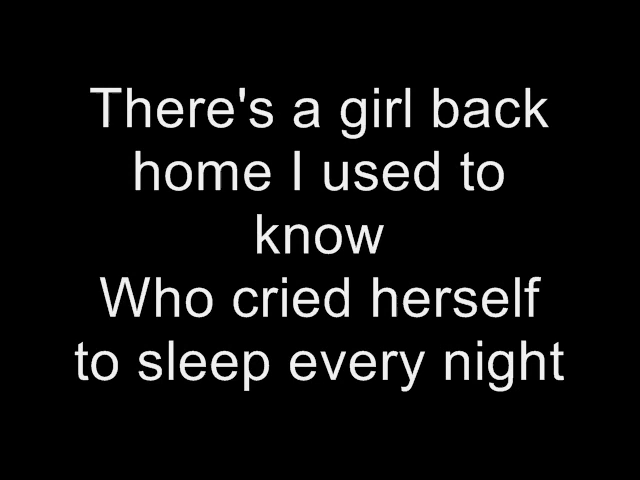 There's a girl back
home I used to
know
Who cried herself
to sleep every night